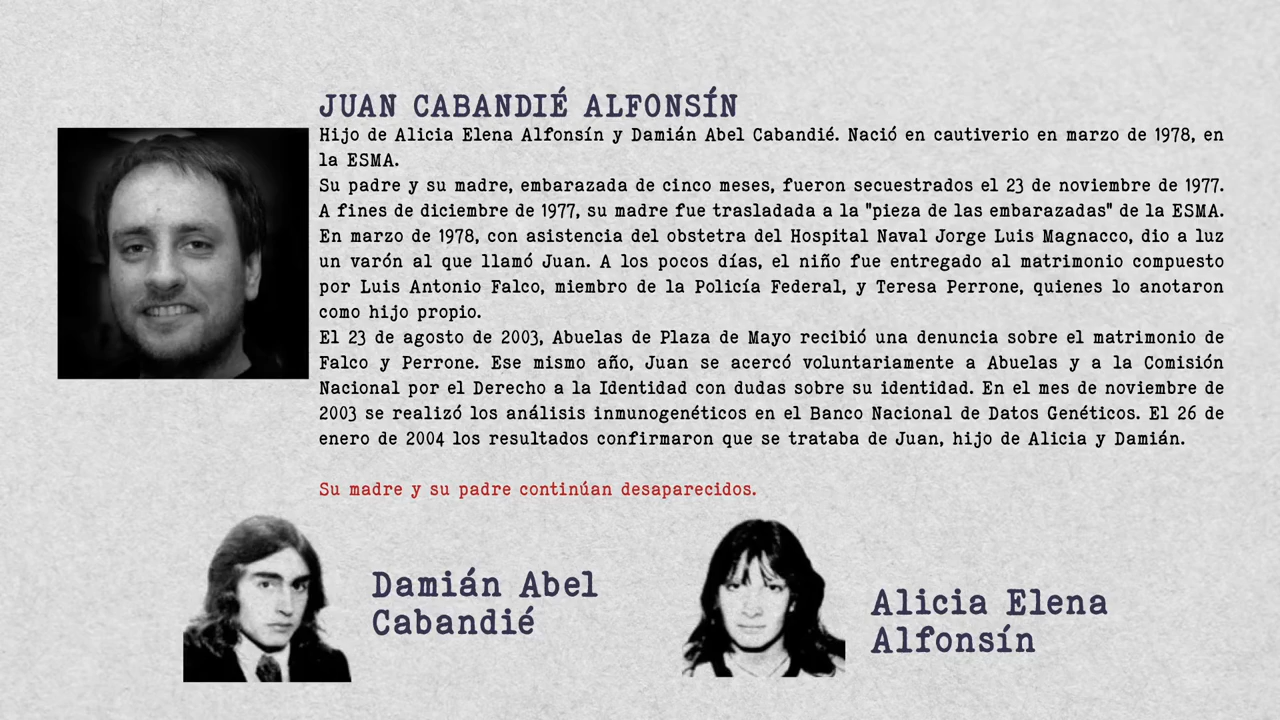 JUAN CABANDIÉ ALFONSÍN
Hijo de Alicia Elena Alfonsín y Damián Abel Cabandié. Nació en cautiverio en marzo de 1978, en
la ESMA.
Su padre y su madre, embarazada de cinco meses, fueron secuestrados el 23 de noviembre de 1977.
A fines de diciembre de 1977, su madre fue trasladada a la "pieza de las embarazadas" de la ESMA.
En marzo de 1978, con asistencia del obstetra del Hospital Naval Jorge Luis Magnacco, dio a luz
un varón al que llamó Juan. A los pocos días, el niño fue entregado al matrimonio compuesto
por Luis Antonio Falco, miembro de la Policía Federal, y Teresa Perrone, quienes lo anotaron
como hijo propio.
El 23 de agosto de 2003, Abuelas de Plaza de Mayo recibió una denuncia sobre el matrimonio de
Falco y Perrone. Ese mismo año, Juan se acercó voluntariamente a Abuelas y a la Comisión
Nacional por el Derecho a la Identidad con dudas sobre su identidad. En el mes de noviembre de
2003 se realizó los análisis inmunogenéticos en el Banco Nacional de Datos Genéticos. El 26 de
enero de 2004 los resultados confirmaron que se trataba de Juan, hijo de Alicia y Damián.
Su madre y su padre continúan desaparecidos.
Damián Abel
Cabandié
Alicia Elena
Alfonsín